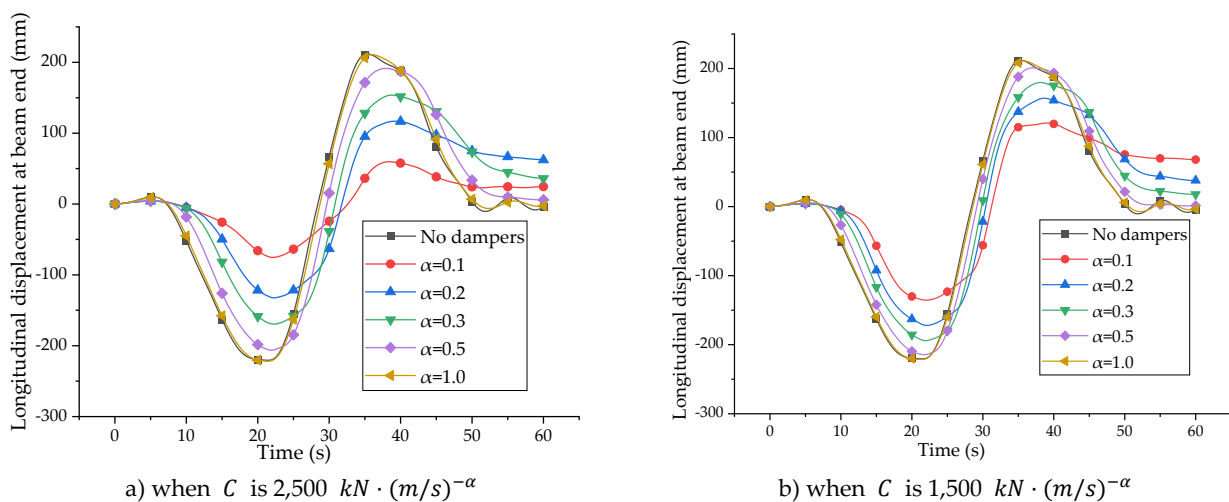 Longitudinal displacement at beam end (mm)
200
100
0
-100
-200
-300
No dampers
α=0.1
α=0.2
α=0.3
α=0.5
α=1.0
0 10 20 30 40 50 60
Time (s)
a) when C is 2,500 kN · (m/s)^{-α}
Longitudinal displacement at beam end (mm)
200
100
0
-100
-200
-300
No dampers
α=0.1
α=0.2
α=0.3
α=0.5
α=1.0
0 10 20 30 40 50 60
Time (s)
b) when C is 1,500 kN · (m/s)^{-α}